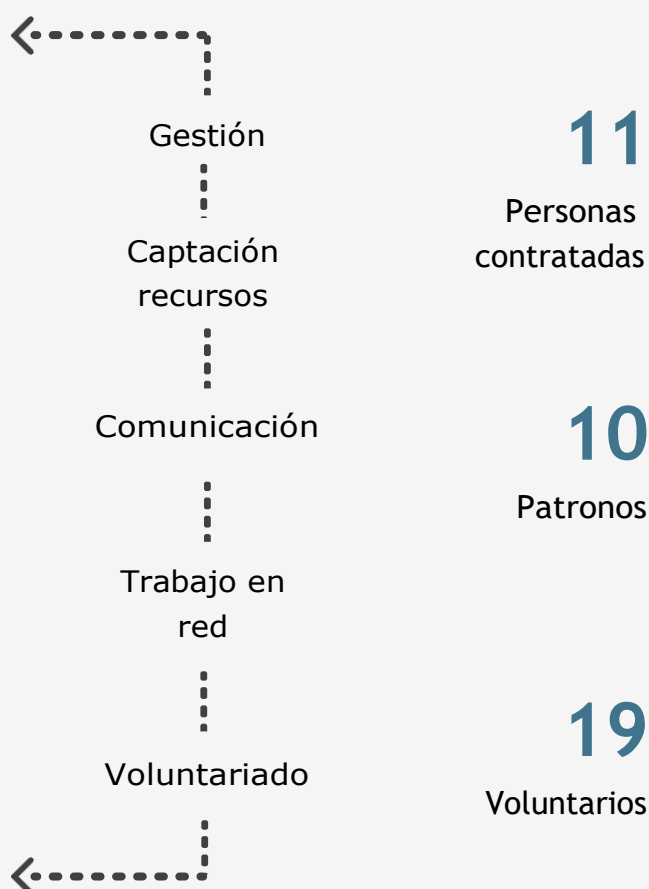 Gestión
Captación
recursos
Comunicación
Trabajo en
red
Voluntariado
11
Personas
contratadas
10
Patronos
19
Voluntarios